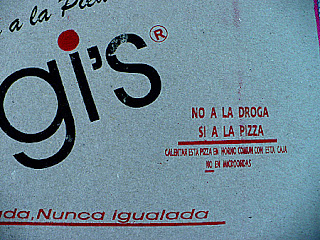 a la Pie
gi's®
NO A LA DROGA
SI A LA PIZZA
CALENTAR ESTA PIZZA EN HORNO COMUN CON ESTA CAJA
NO EN MICROONDAS
ada, Nunca Igualada